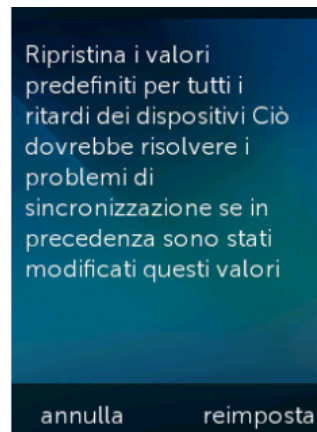 Ripristina i valori
predefiniti per tutti i
ritardi dei dispositivi Ciò
dovrebbe risolvere i
problemi di
sincronizzazione se in
precedenza sono stati
modificati questi valori
annulla reimposta